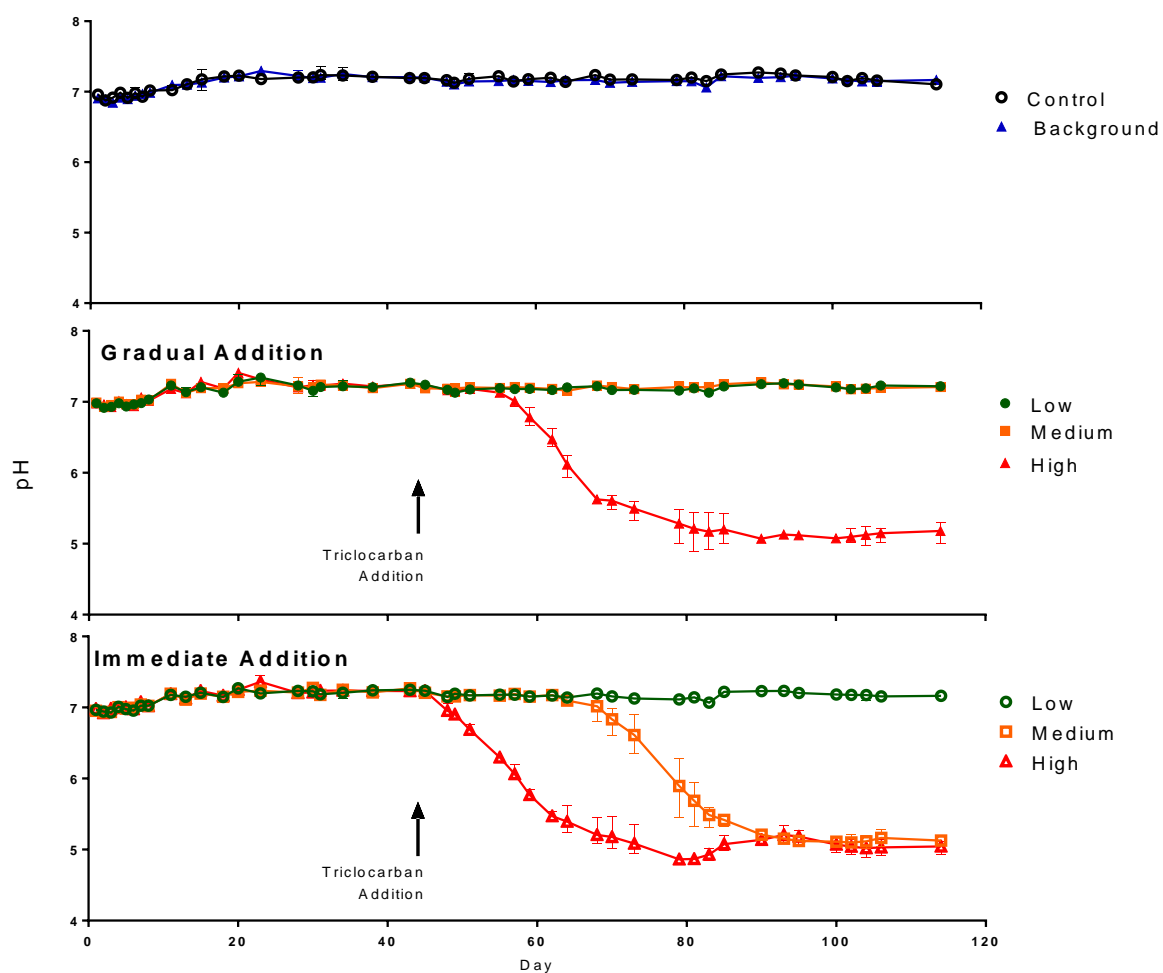 8
7
6
5
4
Control
Background
8
7
6
5
4
Gradual Addition
Triclocarban
Addition
Low
Medium
High
pH
8
7
6
5
4
Immediate Addition
Triclocarban
Addition
Low
Medium
High
0 20 40 60 80 100 120
Day